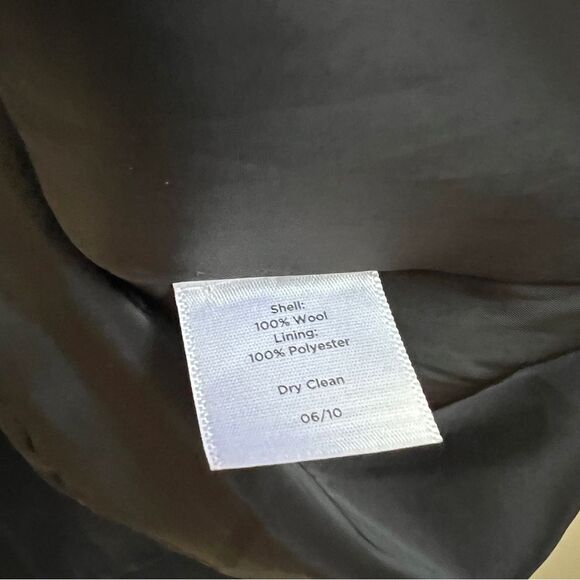 Shell:
100% Wool
Lining:
100% Polyester
Dry Clean
06/10